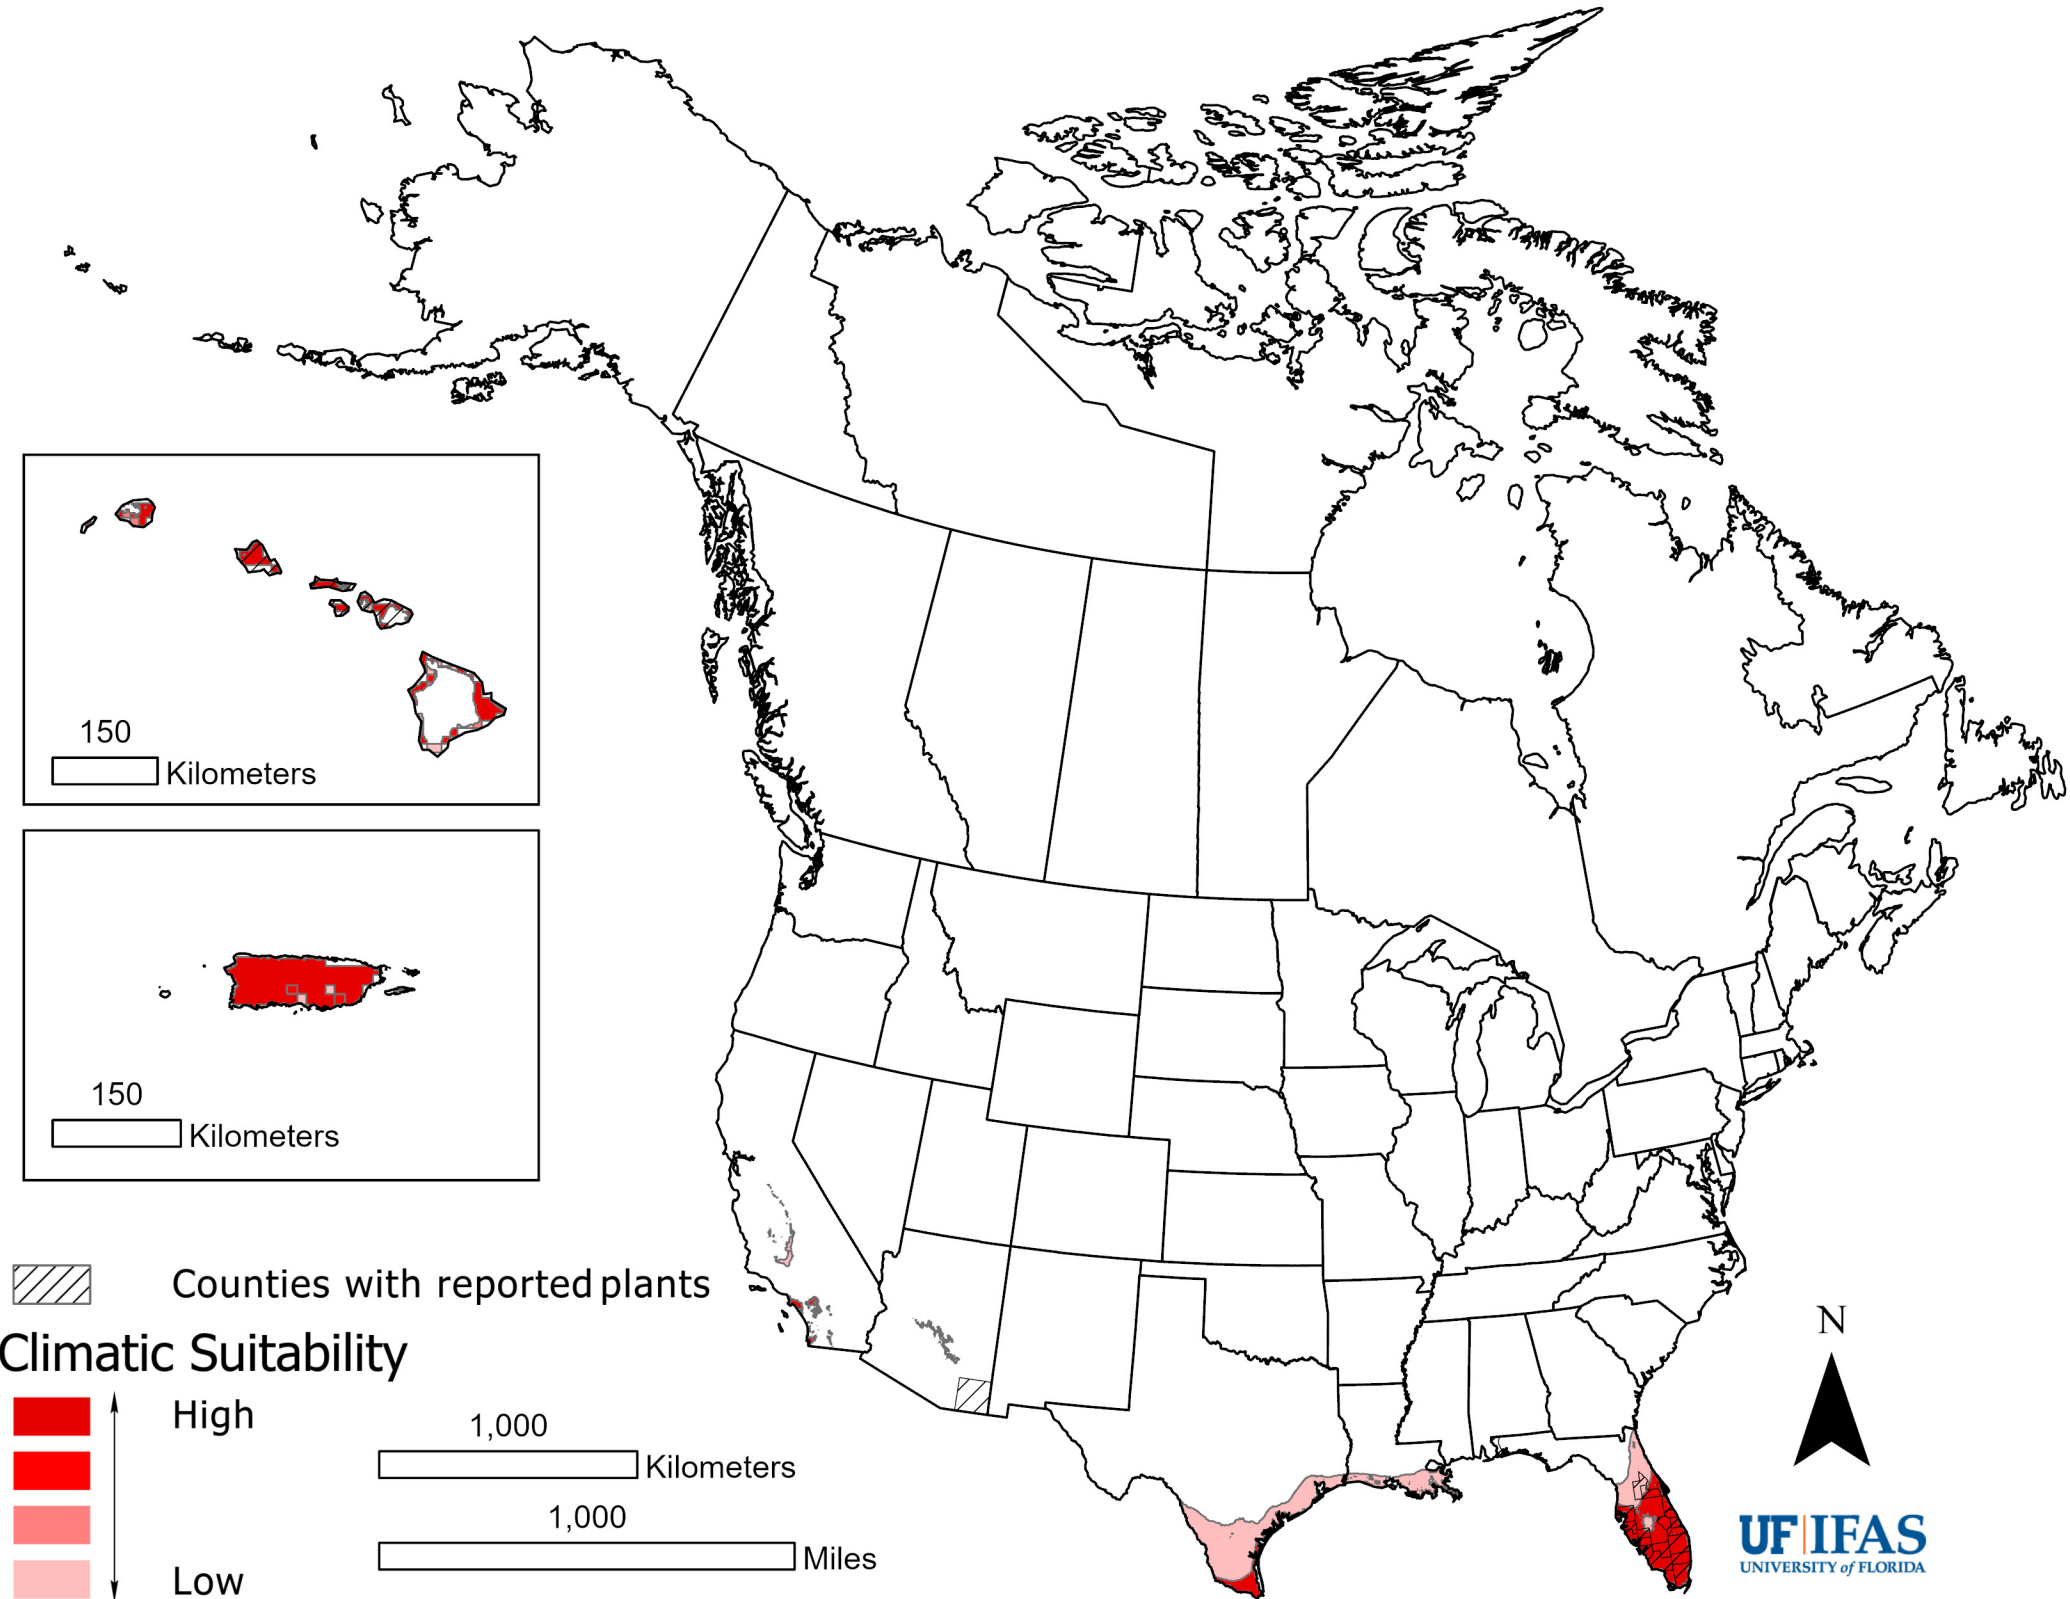 150
Kilometers
150
Kilometers
Counties with reported plants
Climatic Suitability
High
Low
1,000
Kilometers
1,000
Miles
N
UF|IFAS
UNIVERSITY of FLORIDA